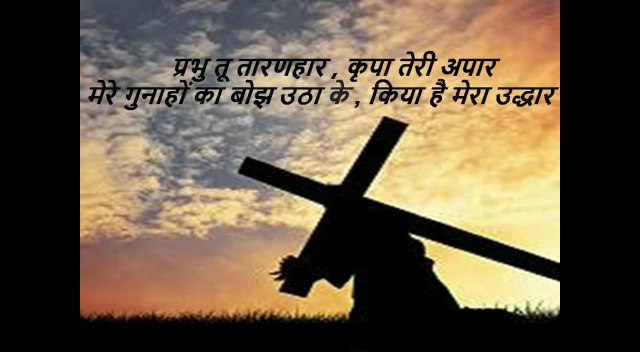 प्रभु तू तारणहार , कृपा तेरी अपार
मेरे गुनाहों का बोझ उठा के , किया है मेरा उद्धार